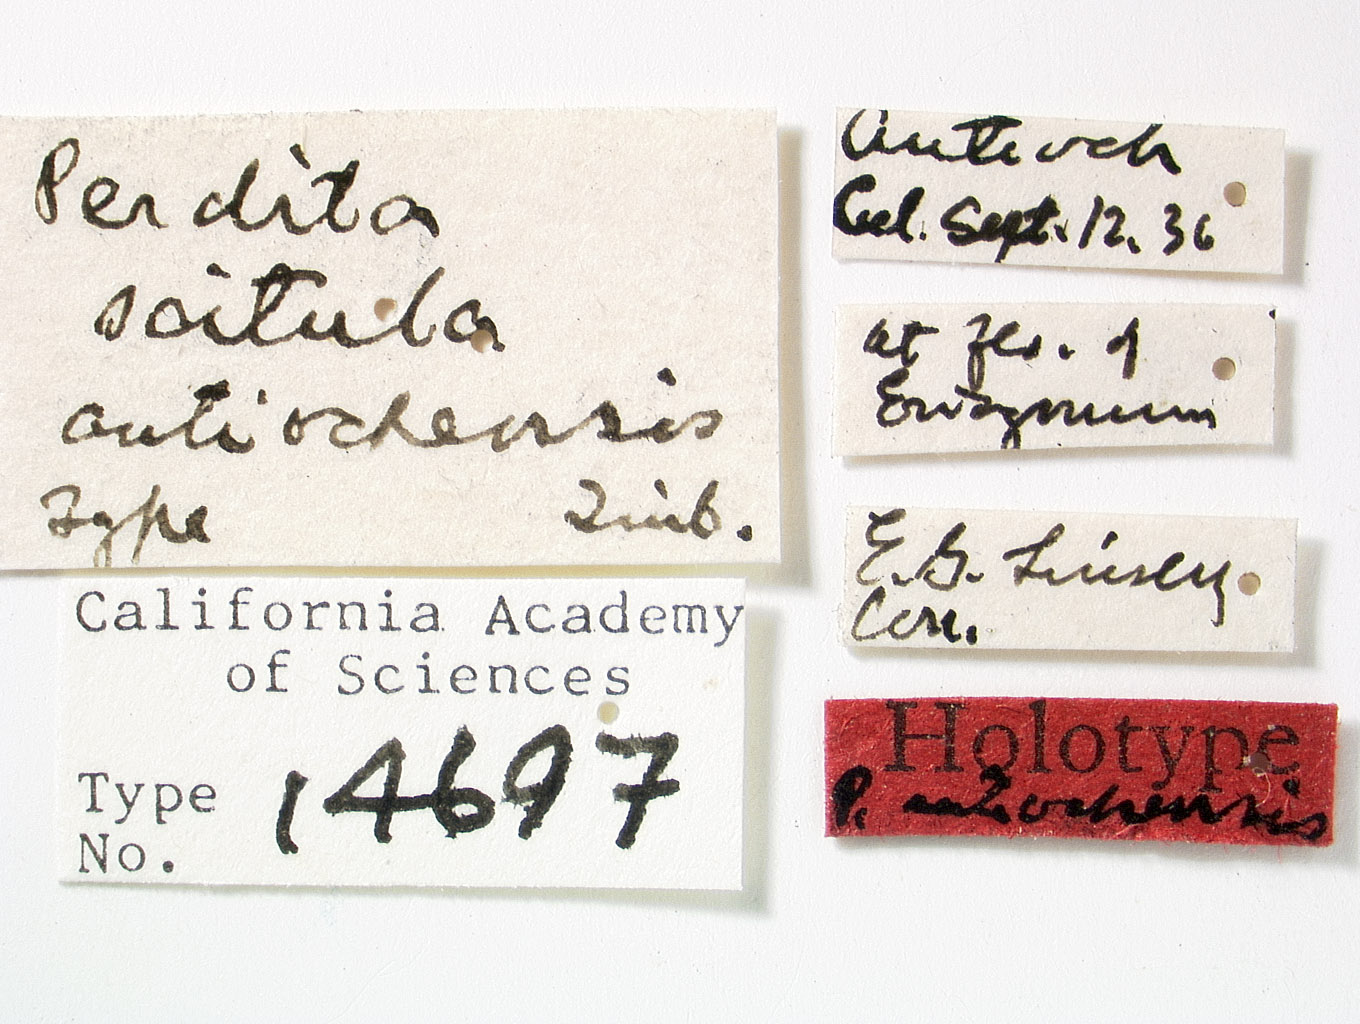 Perdita
scitula
antiochensis
Type Timb.
California Academy
of Sciences
Type
No. 14697
Antioch
Cal. Sept. 12. 36
at fls. of
Eriogonum
E.G. Linsley
Coll.
Holotype
P. antiochensis